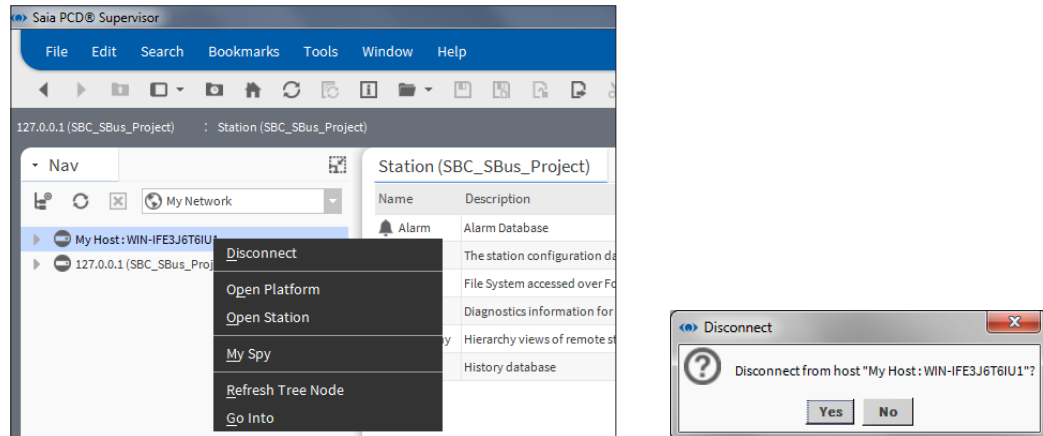 Saia PCD® Supervisor
File Edit Search Bookmarks Tools Window Help
127.0.0.1 (SBC_SBus_Project) : Station (SBC_SBus_Project)
Nav
My Network
My Host : WIN-IFE3J6T6IU1
127.0.0.1 (SBC_SBus_Proj
Disconnect
Open Platform
Open Station
My Spy
Refresh Tree Node
Go Into
Station (SBC_SBus_Project)
Name Description
Alarm Alarm Database
The station configuration da
File System accessed over Fo
Diagnostics information for
y Hierarchy views of remote st
History database
Disconnect
Disconnect from host "My Host : WIN-IFE3J6T6IU1"?
Yes No